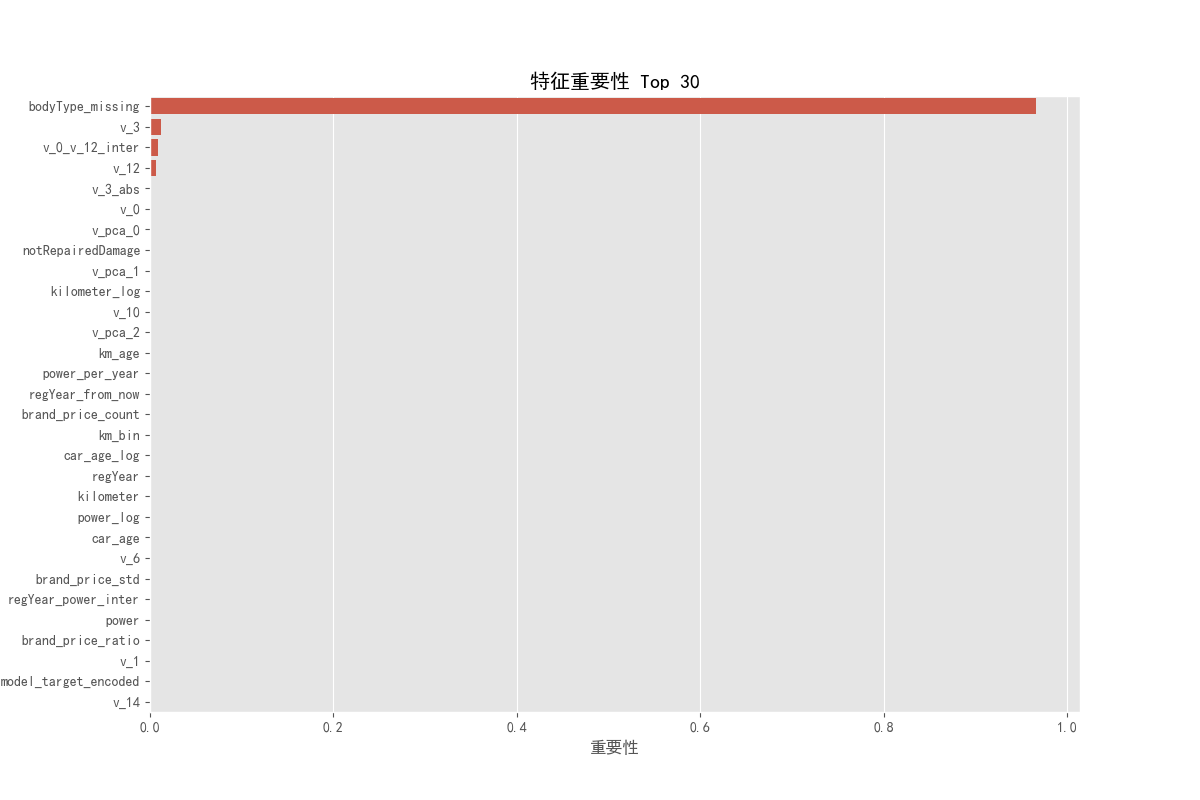 特征重要性 Top 30
bodyType_missing
v_3
v_0_v_12_inter
v_12
v_3_abs
v_0
v_pca_0
notRepairedDamage
v_pca_1
kilometer_log
v_10
v_pca_2
km_age
power_per_year
regYear_from_now
brand_price_count
km_bin
car_age_log
regYear
kilometer
power_log
car_age
v_6
brand_price_std
regYear_power_inter
power
brand_price_ratio
v_1
model_target_encoded
v_14
0.0 0.2 0.4 0.6 0.8 1.0
重要性